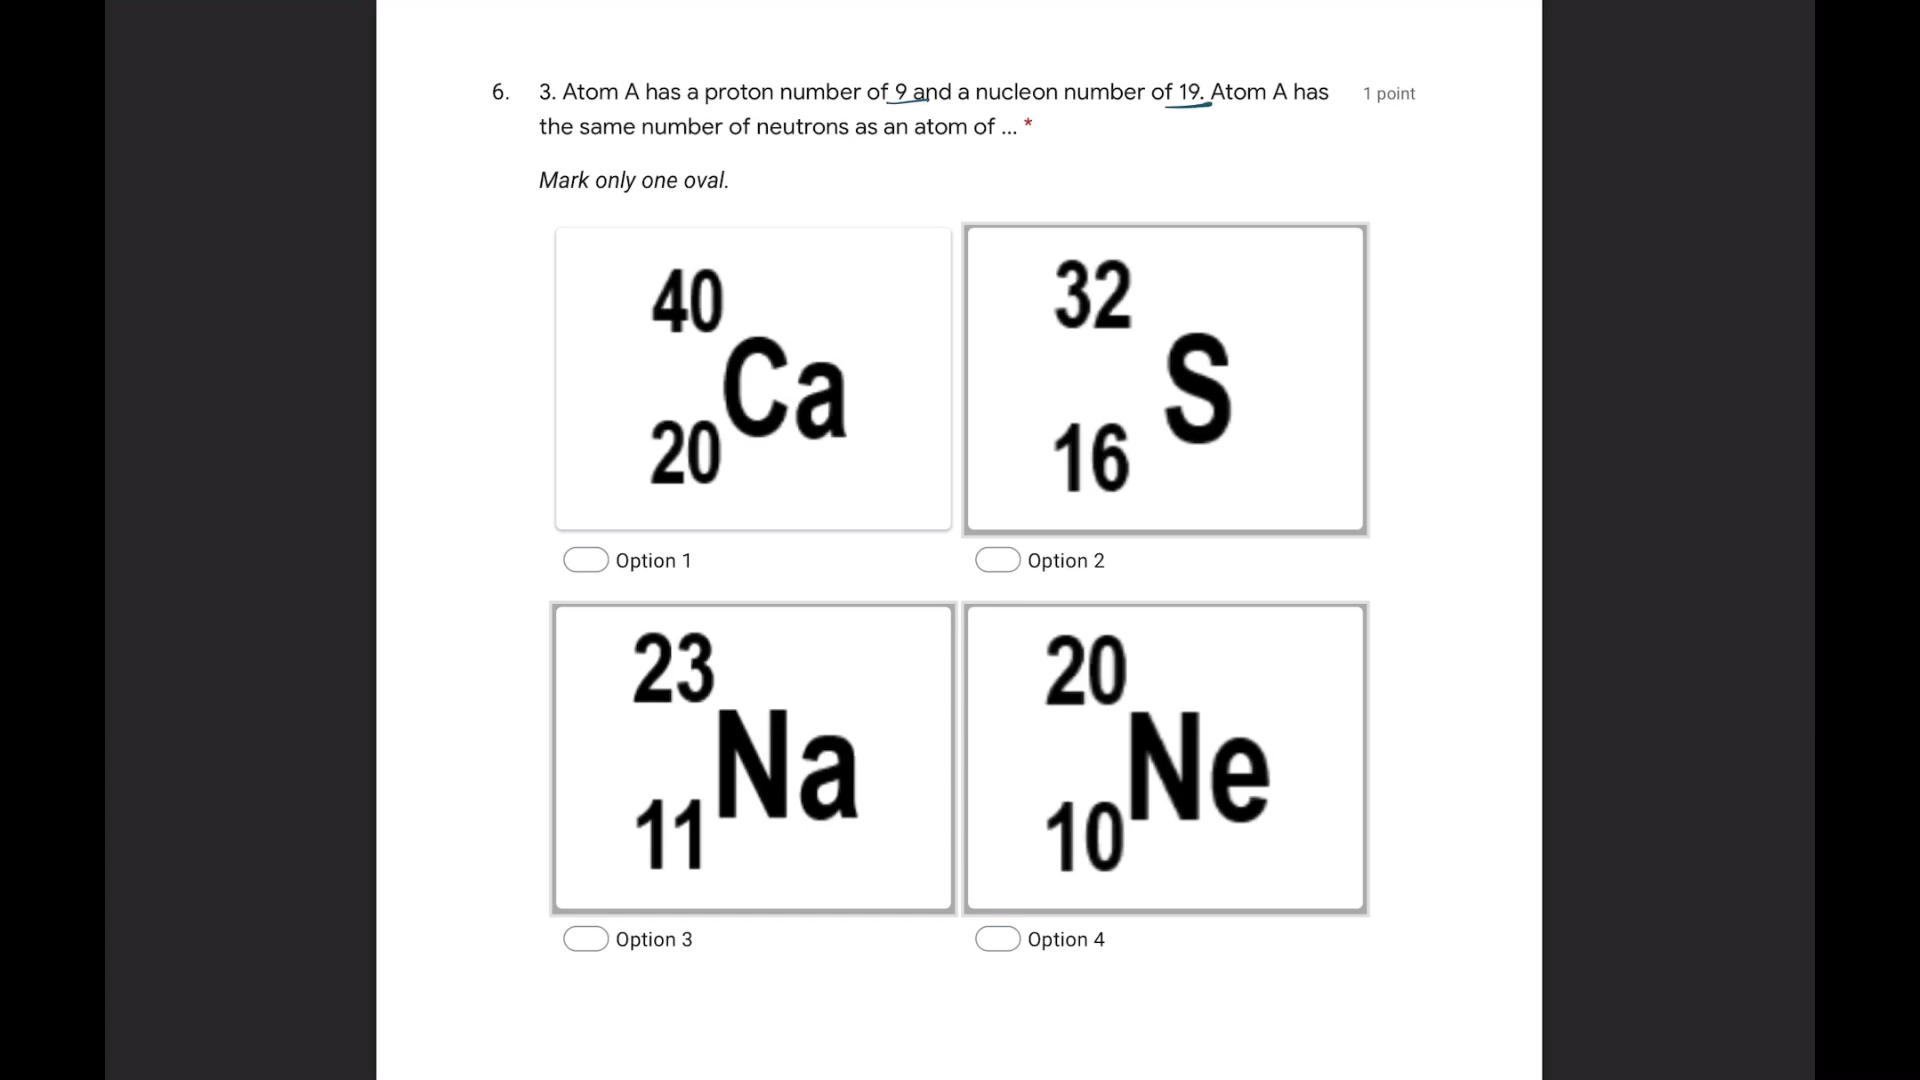 6. 3. Atom A has a proton number of 9 and a nucleon number of 19. Atom A has 1 point
the same number of neutrons as an atom of ... *
Mark only one oval.
40
Ca
20
32
S
16
Option 1
Option 2
23
Na
11
20
Ne
10
Option 3
Option 4